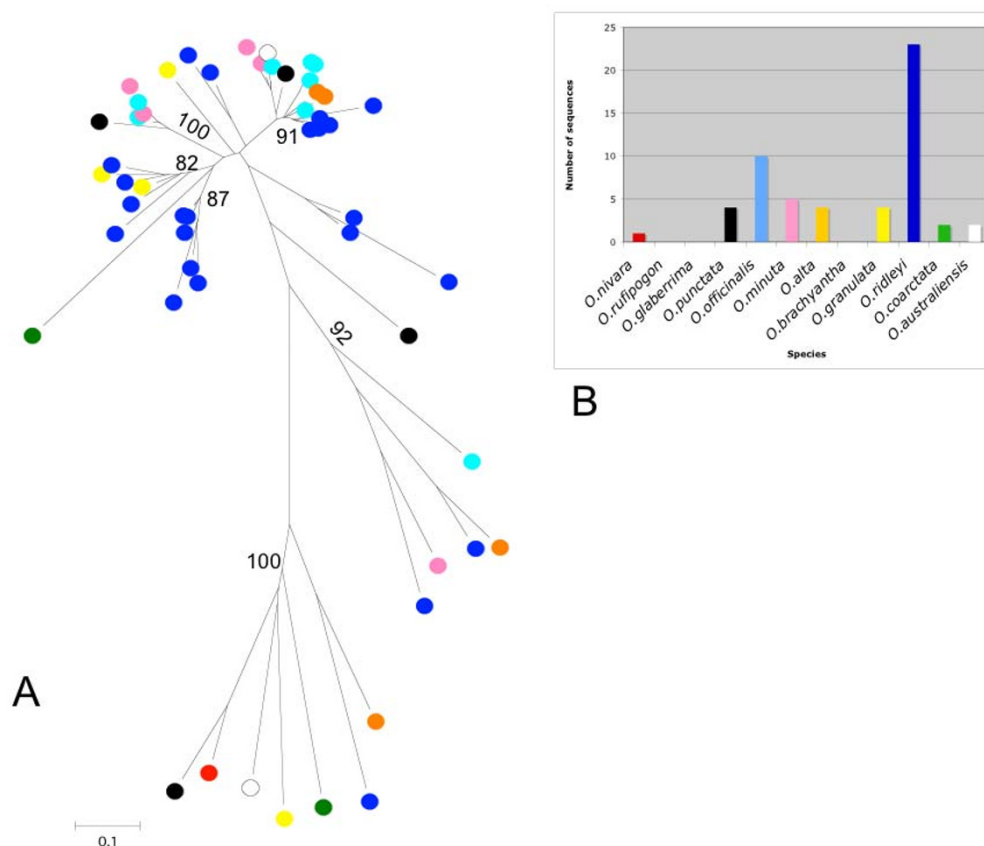 100
91
82
87
92
100
A
0.1
25
20
15
10
5
0
Number of sequences
O.nivara
O.rufipogon
O.glaberrima
O.punctata
O.officinalis
O.minuta
O.alta
O.brachyantha
O.granulata
O.ridleyi
O.coarctata
O.australiensis
Species
B